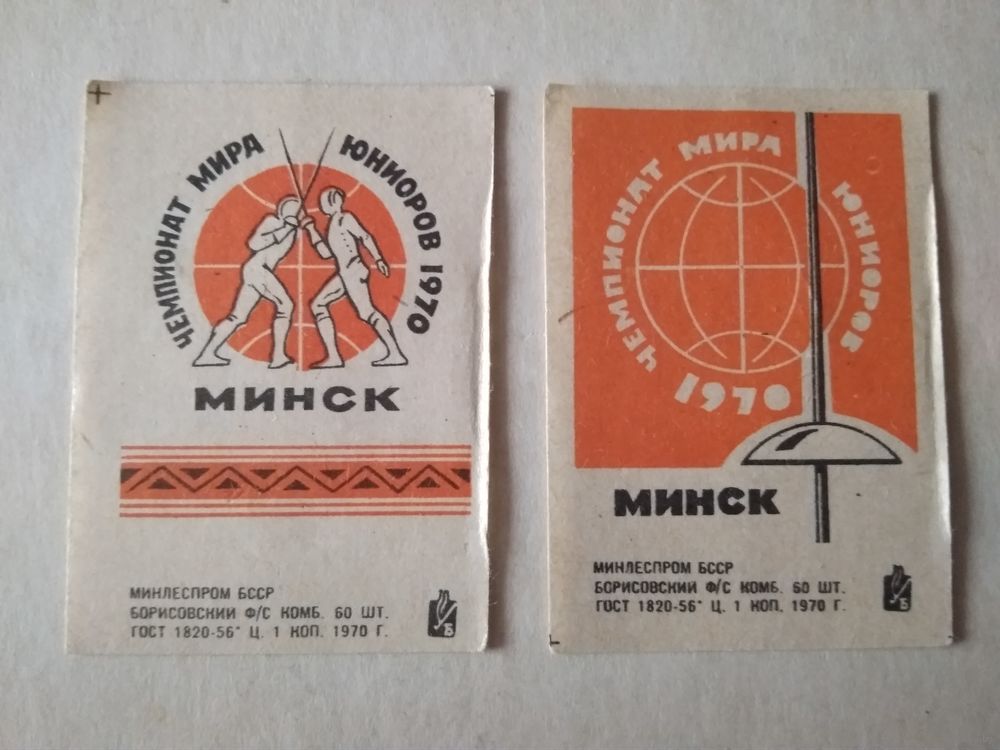 ЧЕМПИОНАТ МИРА
ЮНИОРОВ 1970
МИНСК
МИНЛЕСПРОМ БССР
БОРИСОВСКИЙ Ф/С КОМБ. 60 ШТ.
ГОСТ 1820-56* Ц. 1 КОП. 1970 Г.
Б
ЧЕМПИОНАТ МИРА
ЮНИОРОВ
1970
МИНСК
МИНЛЕСПРОМ БССР
БОРИСОВСКИЙ Ф/С КОМБ. 60 ШТ.
ГОСТ 1820-56* Ц. 1 КОП. 1970 Г.
Б